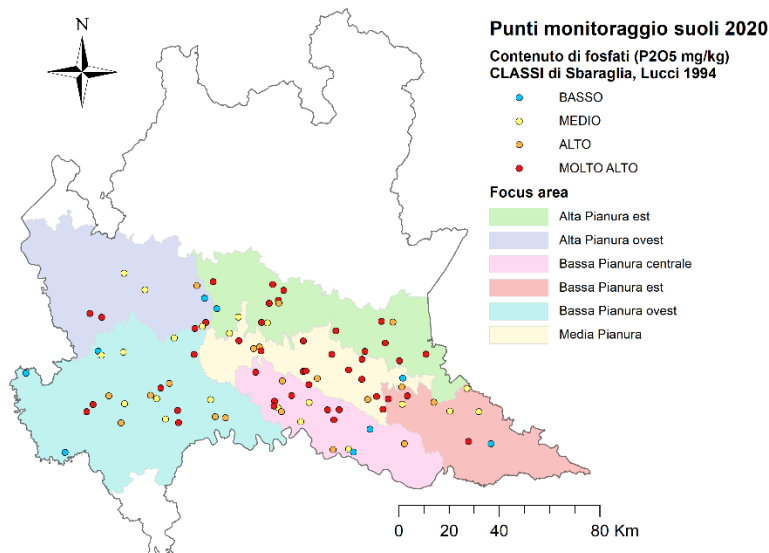 Punti monitoraggio suoli 2020
N
Contenuto di fosfati (P2O5 mg/kg)
CLASSI di Sbaraglia, Lucci 1994
BASSO
MEDIO
ALTO
MOLTO ALTO
Focus area
Alta Pianura est
Alta Pianura ovest
Bassa Pianura centrale
Bassa Pianura est
Bassa Pianura ovest
Media Pianura
0 20 40 80 Km